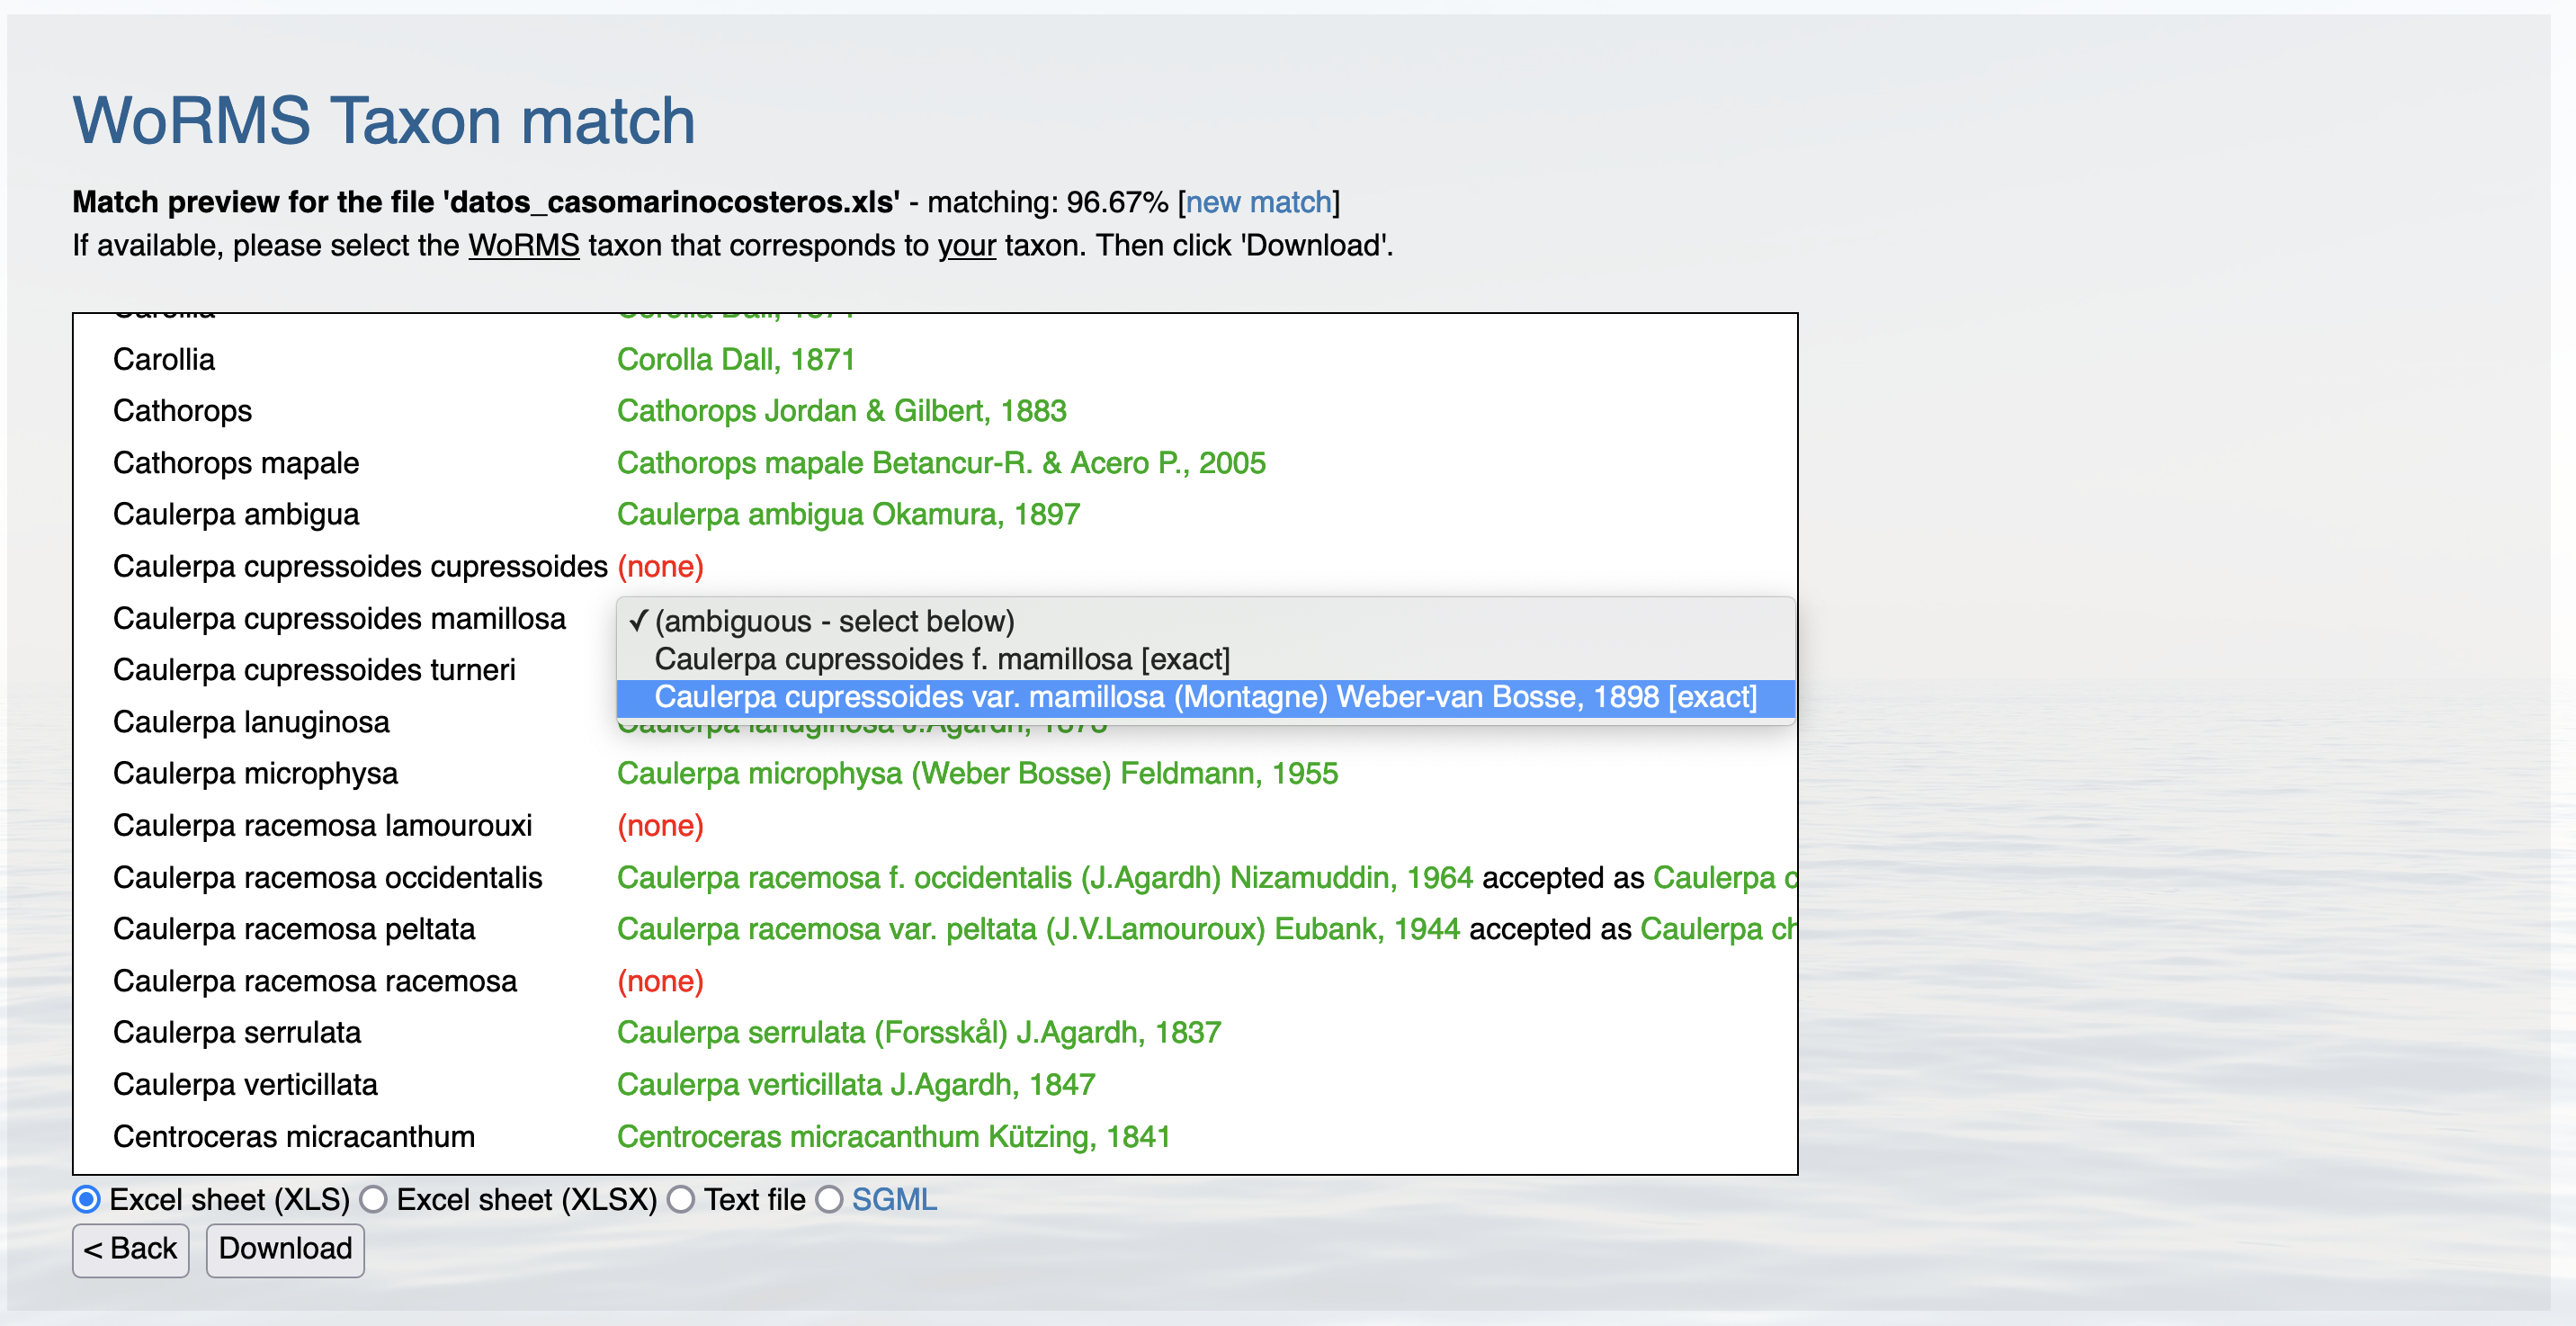 WoRMS Taxon match
Match preview for the file 'datos_casomarinocosteros.xls' - matching: 96.67% [new match]
If available, please select the WoRMS taxon that corresponds to your taxon. Then click 'Download'.
Carollia Corolla Dall, 1871
Carollia Corolla Dall, 1871
Cathorops Cathorops Jordan & Gilbert, 1883
Cathorops mapale Cathorops mapale Betancur-R. & Acero P., 2005
Caulerpa ambigua Caulerpa ambigua Okamura, 1897
Caulerpa cupressoides cupressoides (none)
Caulerpa cupressoides mamillosa ✓ (ambiguous - select below)
Caulerpa cupressoides f. mamillosa [exact]
Caulerpa cupressoides turneri
Caulerpa cupressoides var. mamillosa (Montagne) Weber-van Bosse, 1898 [exact]
Caulerpa lanuginosa Caulerpa lanuginosa J.Agardh,
Caulerpa microphysa Caulerpa microphysa (Weber Bosse) Feldmann, 1955
Caulerpa racemosa lamourouxi (none)
Caulerpa racemosa occidentalis Caulerpa racemosa f. occidentalis (J.Agardh) Nizamuddin, 1964 accepted as Caulerpa c
Caulerpa racemosa peltata Caulerpa racemosa var. peltata (J.V.Lamouroux) Eubank, 1944 accepted as Caulerpa ch
Caulerpa racemosa racemosa (none)
Caulerpa serrulata Caulerpa serrulata (Forsskål) J.Agardh, 1837
Caulerpa verticillata Caulerpa verticillata J.Agardh, 1847
Centroceras micracanthum Centroceras micracanthum Kützing, 1841
Excel sheet (XLS) Excel sheet (XLSX) Text file SGML
< Back Download